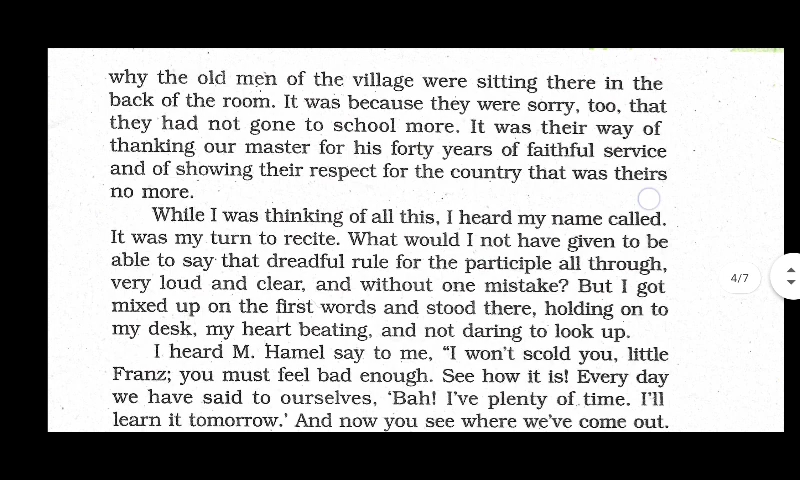 why the old men of the village were sitting there in the
back of the room. It was because they were sorry, too, that
they had not gone to school more. It was their way of
thanking our master for his forty years of faithful service
and of showing their respect for the country that was theirs
no more.
While I was thinking of all this, I heard my name called.
It was my turn to recite. What would I not have given to be
able to say that dreadful rule for the participle all through,
very loud and clear, and without one mistake? But I got
mixed up on the first words and stood there, holding on to
my desk, my heart beating, and not daring to look up.
I heard M. Hamel say to me, “I won't scold you, little
Franz; you must feel bad enough. See how it is! Every day
we have said to ourselves, ‘Bah! I've plenty of time. I'll
learn it tomorrow.’ And now you see where we've come out.
4/7